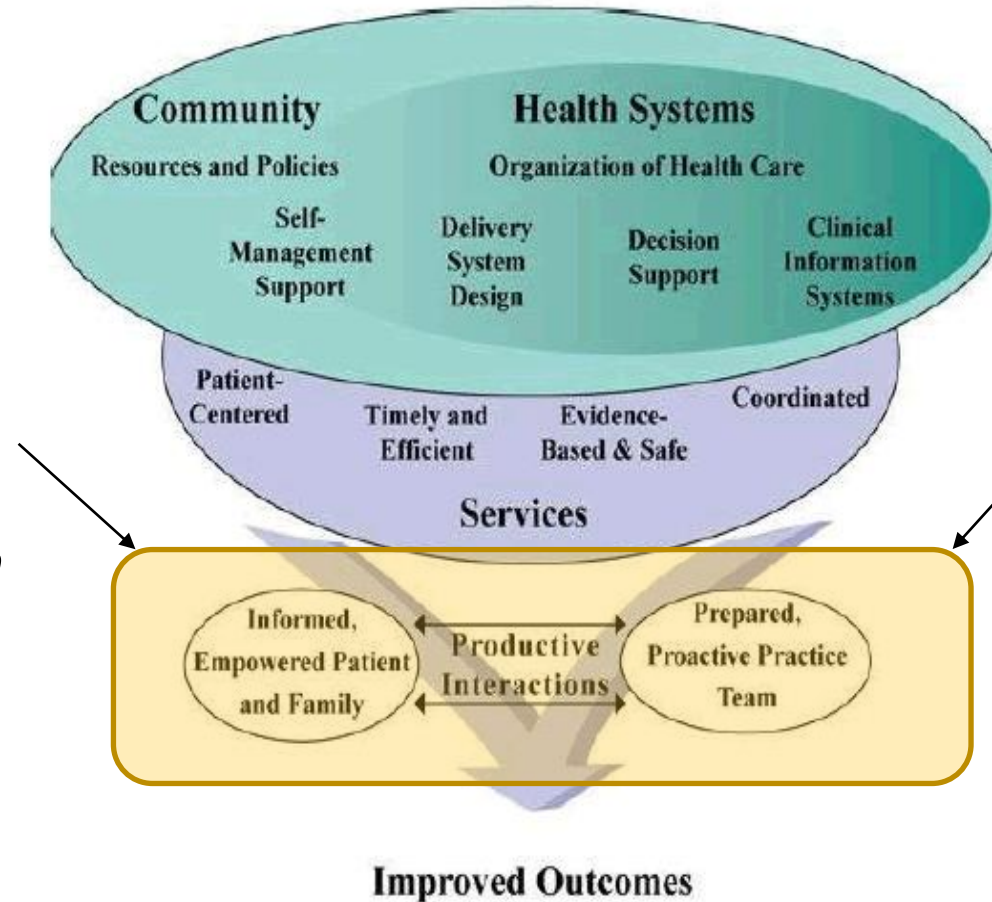 Community
Resources and Policies
Health Systems
Organization of Health Care
Self-
Management
Support
Delivery
System
Design
Decision
Support
Clinical
Information
Systems
Patient-
Centered
Timely and
Efficient
Evidence-
Based & Safe
Coordinated
Services
Informed,
Empowered Patient
and Family
Productive
Interactions
Prepared,
Proactive Practice
Team
Improved Outcomes